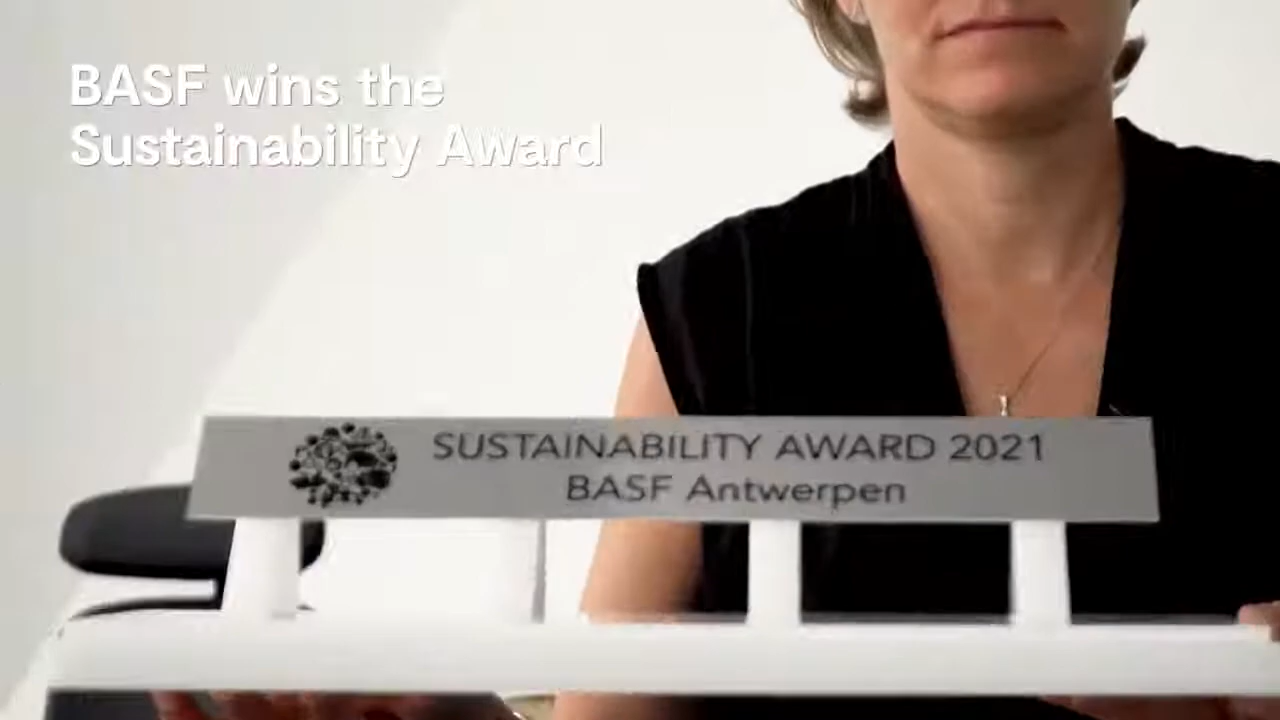 BASF wins the
Sustainability Award
SUSTAINABILITY AWARD 2021
BASF Antwerpen